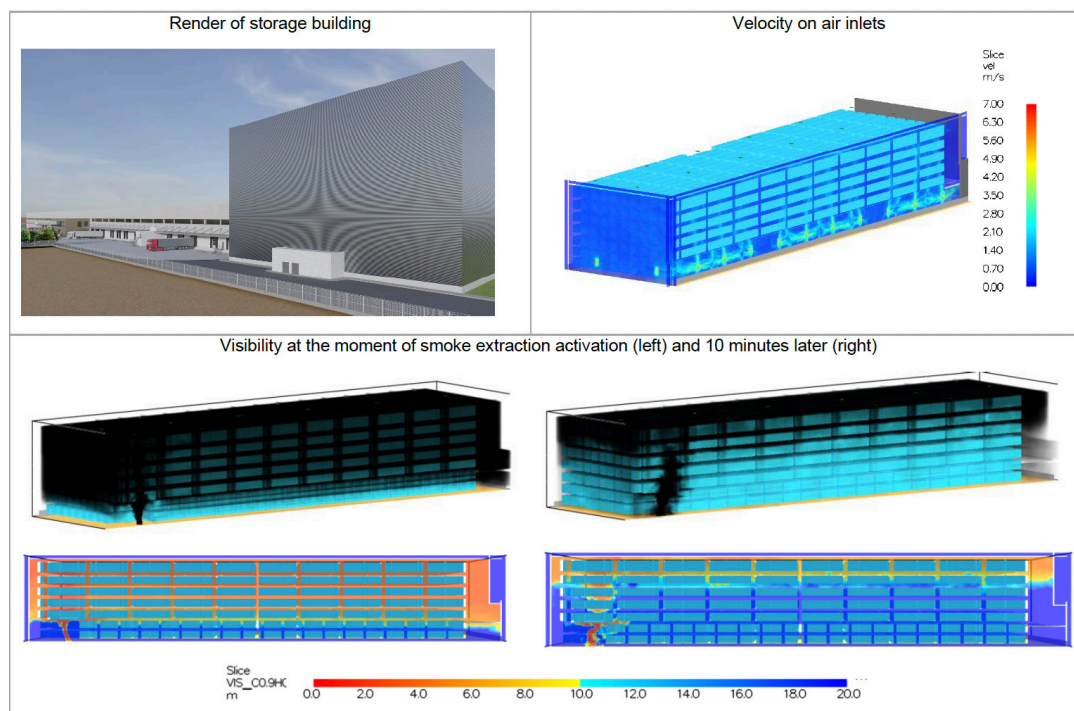 Render of storage building
Velocity on air inlets
Slice
vel
m/s
7.00
6.30
5.60
4.90
4.20
3.50
2.80
2.10
1.40
0.70
0.00
Visibility at the moment of smoke extraction activation (left) and 10 minutes later (right)
Slice
VIS_C0.9H0
m
0.0 2.0 4.0 6.0 8.0 10.0 12.0 14.0 16.0 18.0 20.0